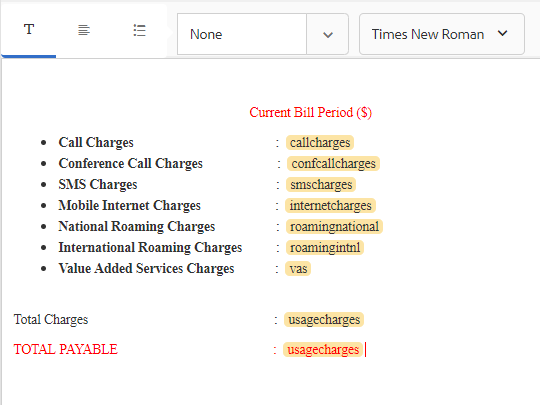 T None Times New Roman
Current Bill Period ($)
• Call Charges : callcharges
• Conference Call Charges : confcallcharges
• SMS Charges : smscharges
• Mobile Internet Charges : internetcharges
• National Roaming Charges : roamingnational
• International Roaming Charges : roamingintnl
• Value Added Services Charges : vas
Total Charges : usagecharges
TOTAL PAYABLE : usagecharges